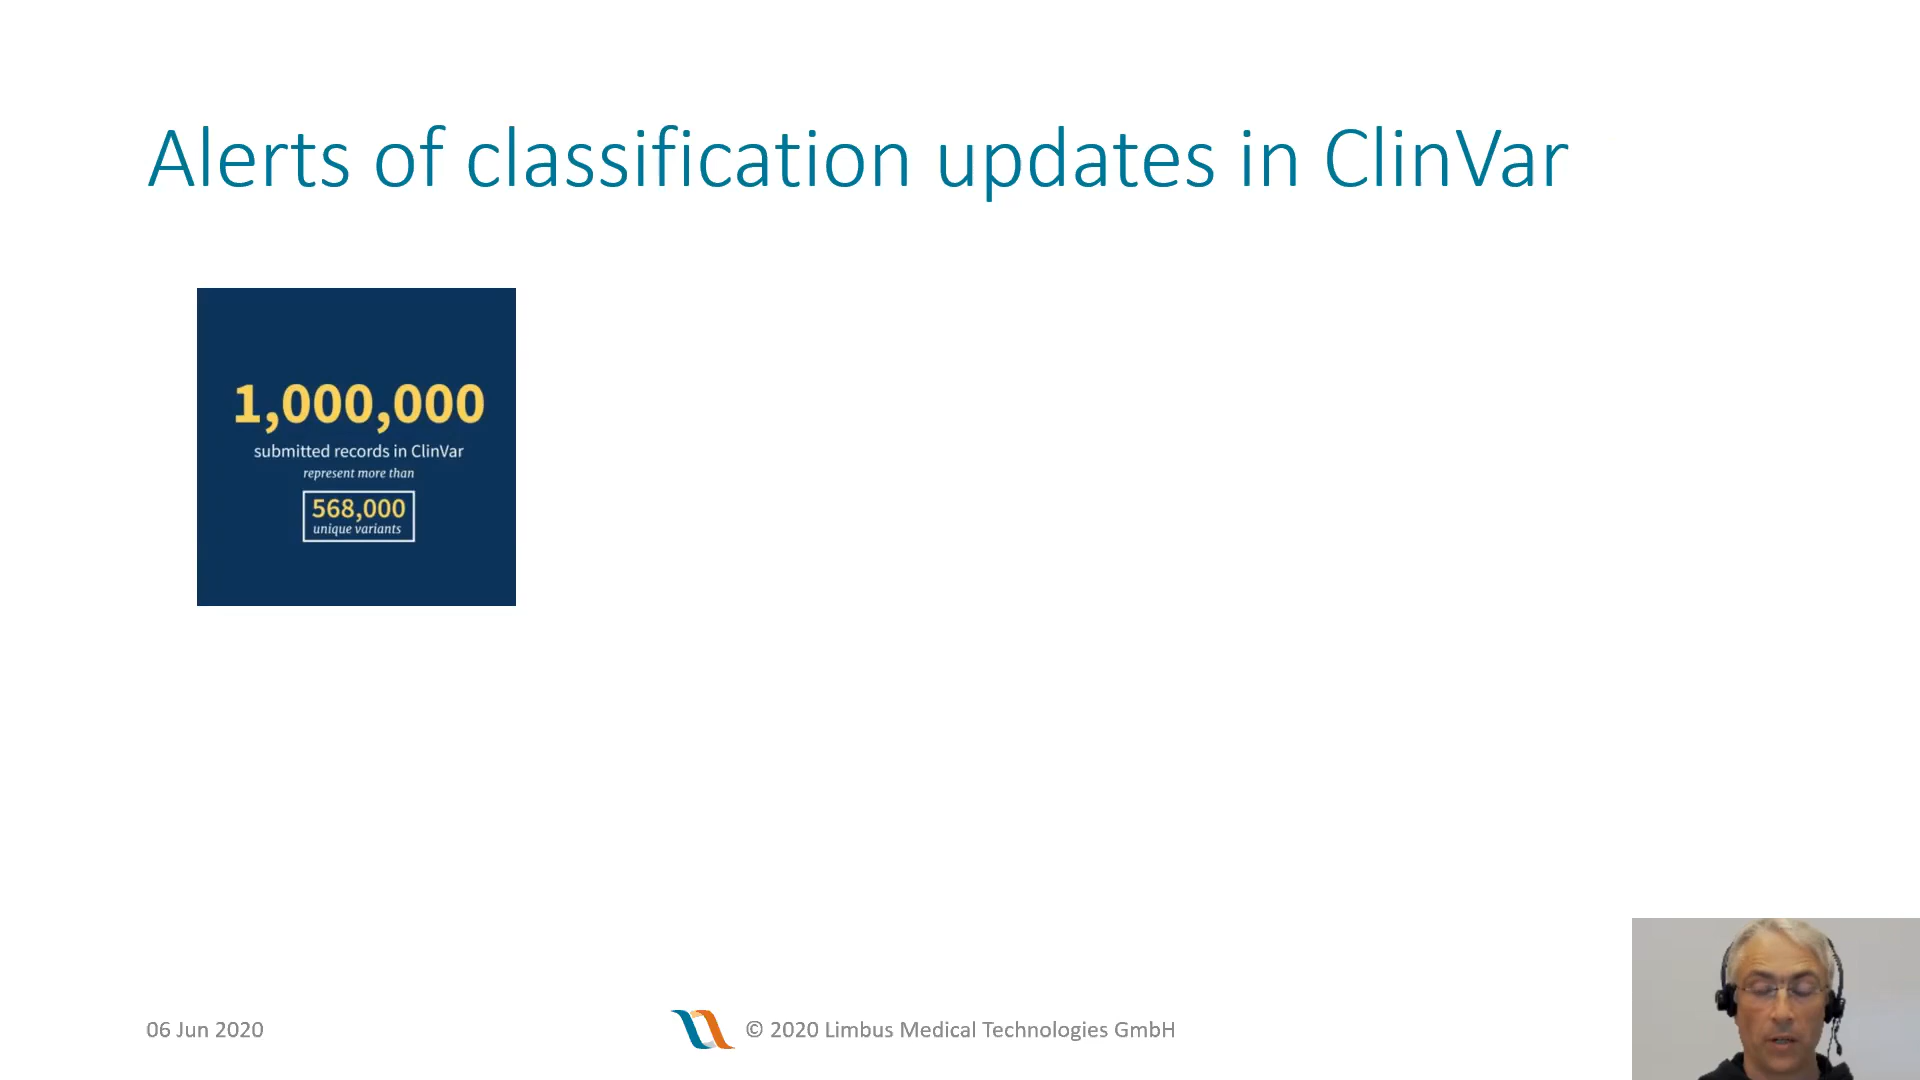 Alerts of classification updates in ClinVar
1,000,000
submitted records in ClinVar
represent more than
568,000
unique variants
06 Jun 2020
© 2020 Limbus Medical Technologies GmbH